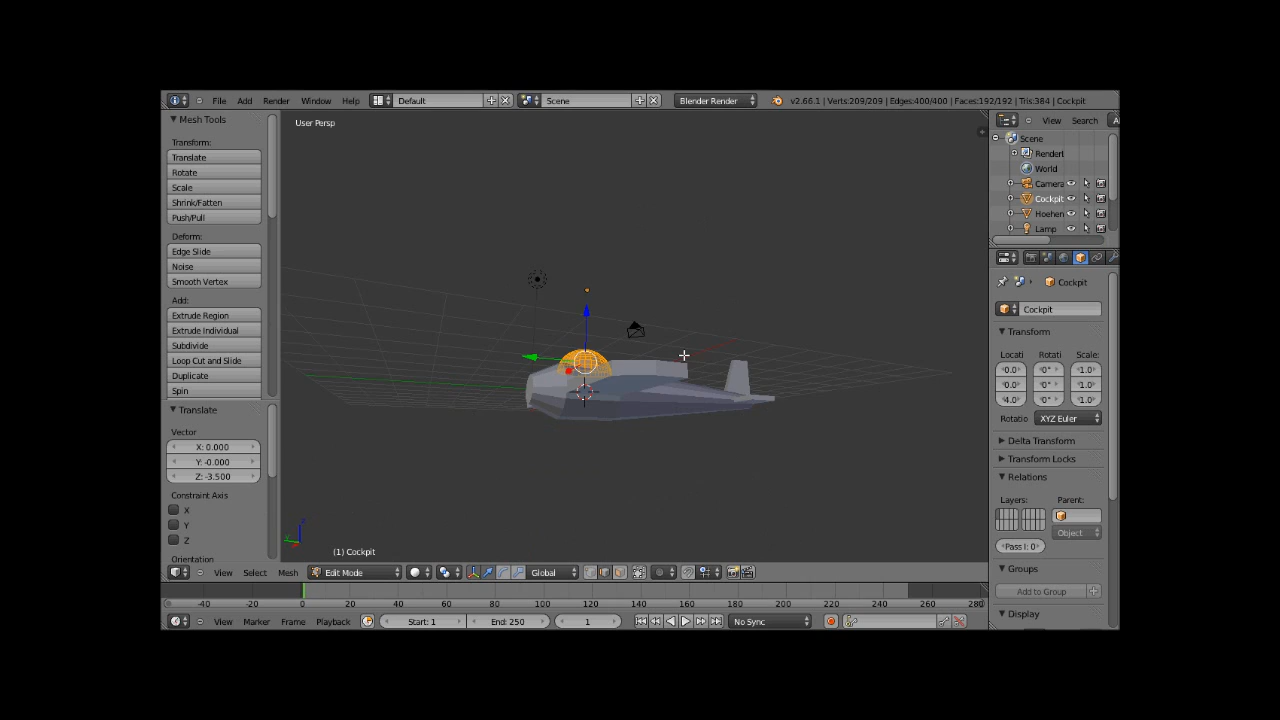 File Add Render Window Help Default Scene Blender Render v2.66.1 | Verts:209/209 | Edges:400/400 | Faces:192/192 | Tris:384 | Cockpit
Mesh Tools
Transform:
Translate
Rotate
Scale
Shrink/Fatten
Push/Pull
Deform:
Edge Slide
Noise
Smooth Vertex
Add:
Extrude Region
Extrude Individual
Subdivide
Loop Cut and Slide
Duplicate
Spin
Translate
Vector
X: 0.000
Y: -0.000
Z: -3.500
Constraint Axis
X
Y
Z
Orientation
User Persp
(1) Cockpit
View Select Mesh Edit Mode Global
-40 -20 0 20 40 60 80 100 120 140 160 180 200 220 240 260 280
View Marker Frame Playback Start: 1 End: 250 1 No Sync
View Search
Scene
Renderl
World
Camera
Cockpit
Hoehen
Lamp
Cockpit
Cockpit
Transform
Locati Rotati Scale:
0.0 0° 1.0
0.0 0° 1.0
4.0 0° 1.0
Rotatio XYZ Euler
Delta Transform
Transform Locks
Relations
Layers: Parent:
Object
Pass I: 0
Groups
Add to Group
Display